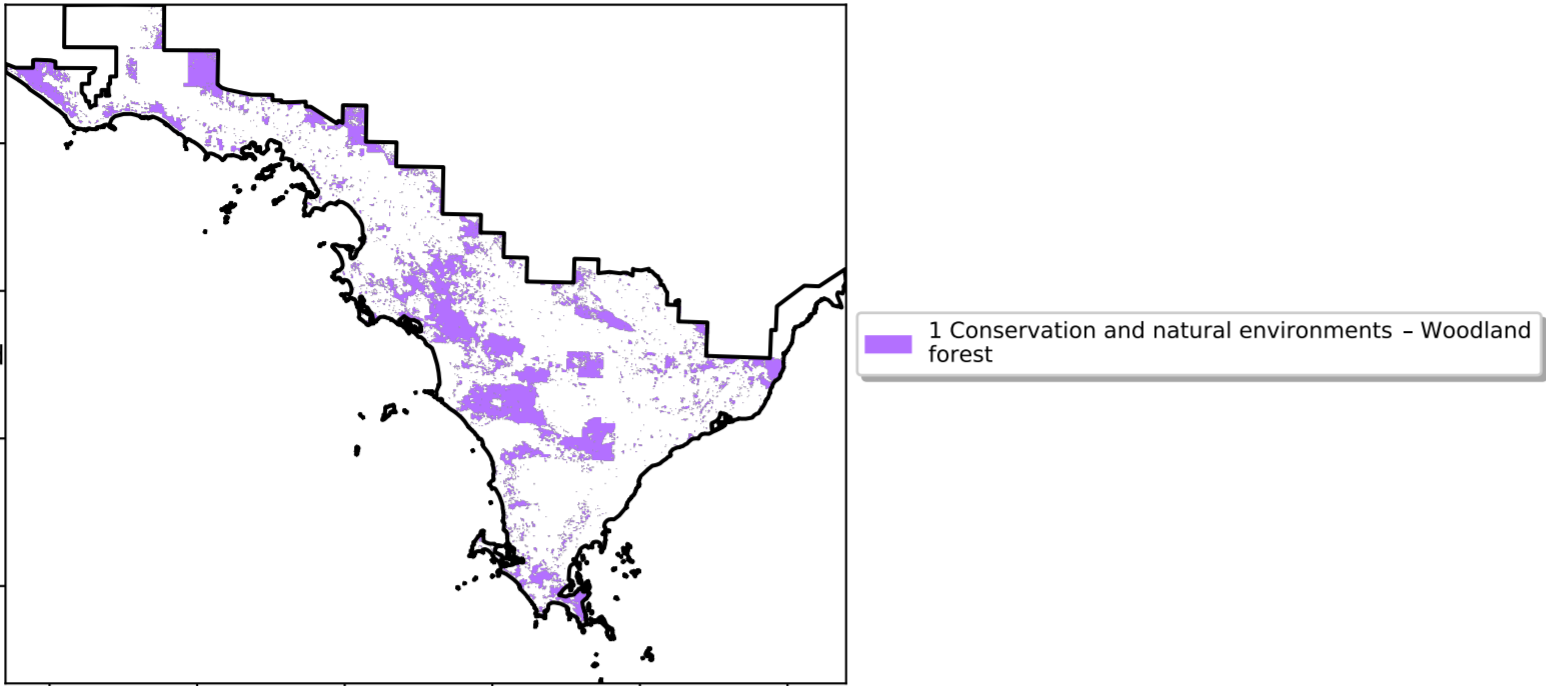 1 Conservation and natural environments – Woodland
forest